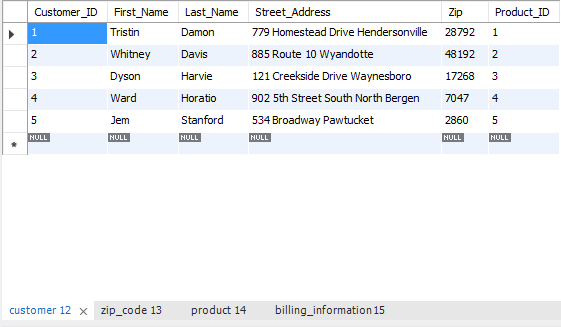 Customer_ID First_Name Last_Name Street_Address Zip Product_ID
1 Tristin Damon 779 Homestead Drive Hendersonville 28792 1
2 Whitney Davis 885 Route 10 Wyandotte 48192 2
3 Dyson Harvie 121 Creekside Drive Waynesboro 17268 3
4 Ward Horatio 902 5th Street South North Bergen 7047 4
5 Jem Stanford 534 Broadway Pawtucket 2860 5
NULL NULL NULL NULL NULL NULL
customer 12 zip_code 13 product 14 billing_information 15